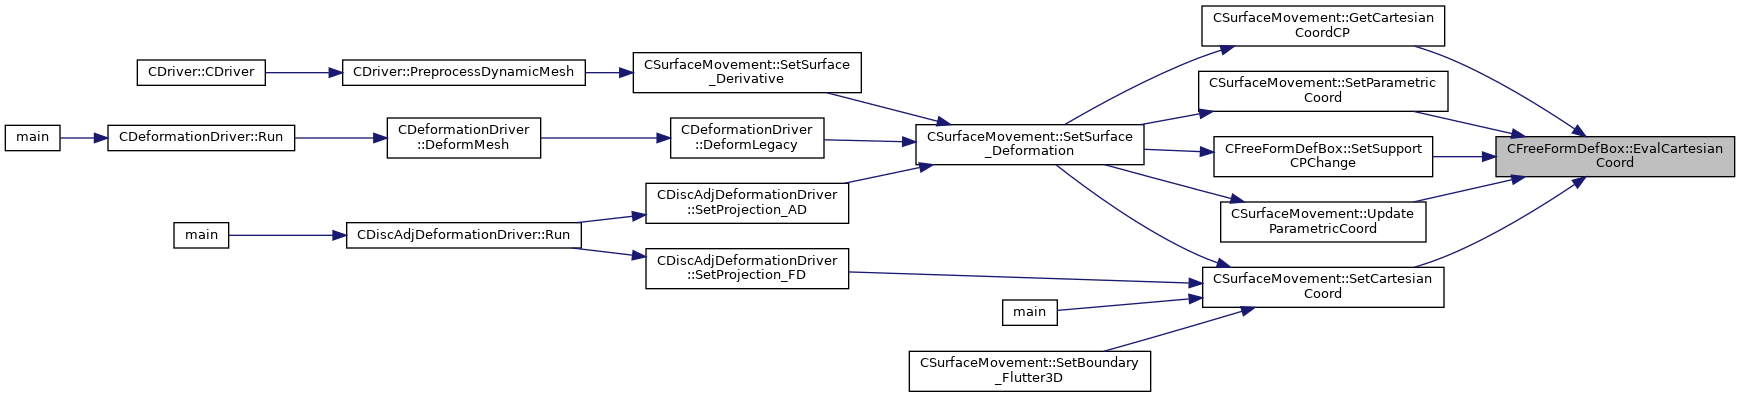 CSurfaceMovement::GetCartesian
CoordCP
CSurfaceMovement::SetSurface
_Derivative
CDriver::PreprocessDynamicMesh
CDriver::CDriver
CSurfaceMovement::SetParametric
Coord
main
CDeformationDriver::Run
CDeformationDriver
::DeformMesh
CDeformationDriver
::DeformLegacy
CSurfaceMovement::SetSurface
_Deformation
CFreeFormDefBox::SetSupport
CPChange
CFreeFormDefBox::EvalCartesian
Coord
CDiscAdjDeformationDriver
::SetProjection_AD
CSurfaceMovement::Update
ParametricCoord
main
CDiscAdjDeformationDriver::Run
CDiscAdjDeformationDriver
::SetProjection_FD
CSurfaceMovement::SetCartesian
Coord
main
CSurfaceMovement::SetBoundary
_Flutter3D